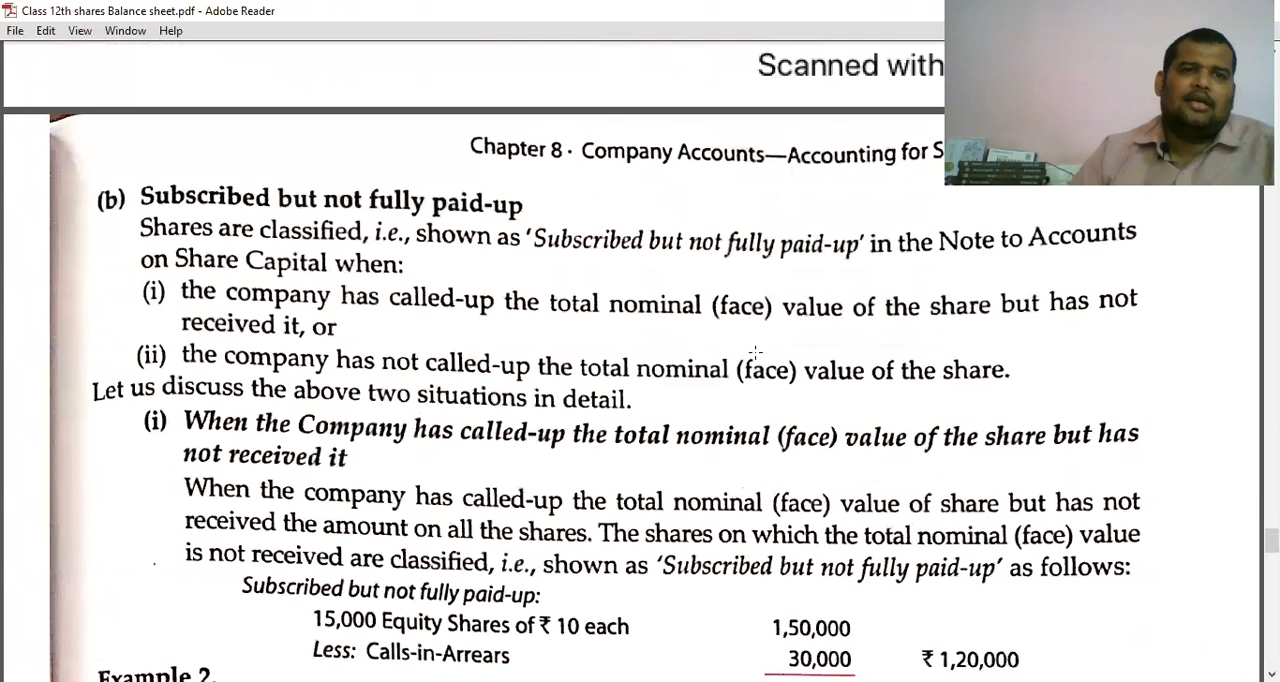 Class 12th shares Balance sheet.pdf - Adobe Reader
File Edit View Window Help
Scanned with
Chapter 8 · Company Accounts—Accounting for S
(b) Subscribed but not fully paid-up
Shares are classified, i.e., shown as 'Subscribed but not fully paid-up' in the Note to Accounts
on Share Capital when:
(i) the company has called-up the total nominal (face) value of the share but has not
received it, or
(ii) the company has not called-up the total nominal (face) value of the share.
Let us discuss the above two situations in detail.
(i) When the Company has called-up the total nominal (face) value of the share but has
not received it
When the company has called-up the total nominal (face) value of share but has not
received the amount on all the shares. The shares on which the total nominal (face) value
is not received are classified, i.e., shown as 'Subscribed but not fully paid-up' as follows:
Subscribed but not fully paid-up:
15,000 Equity Shares of ₹ 10 each 1,50,000
Less: Calls-in-Arrears 30,000 ₹ 1,20,000
Example 2.